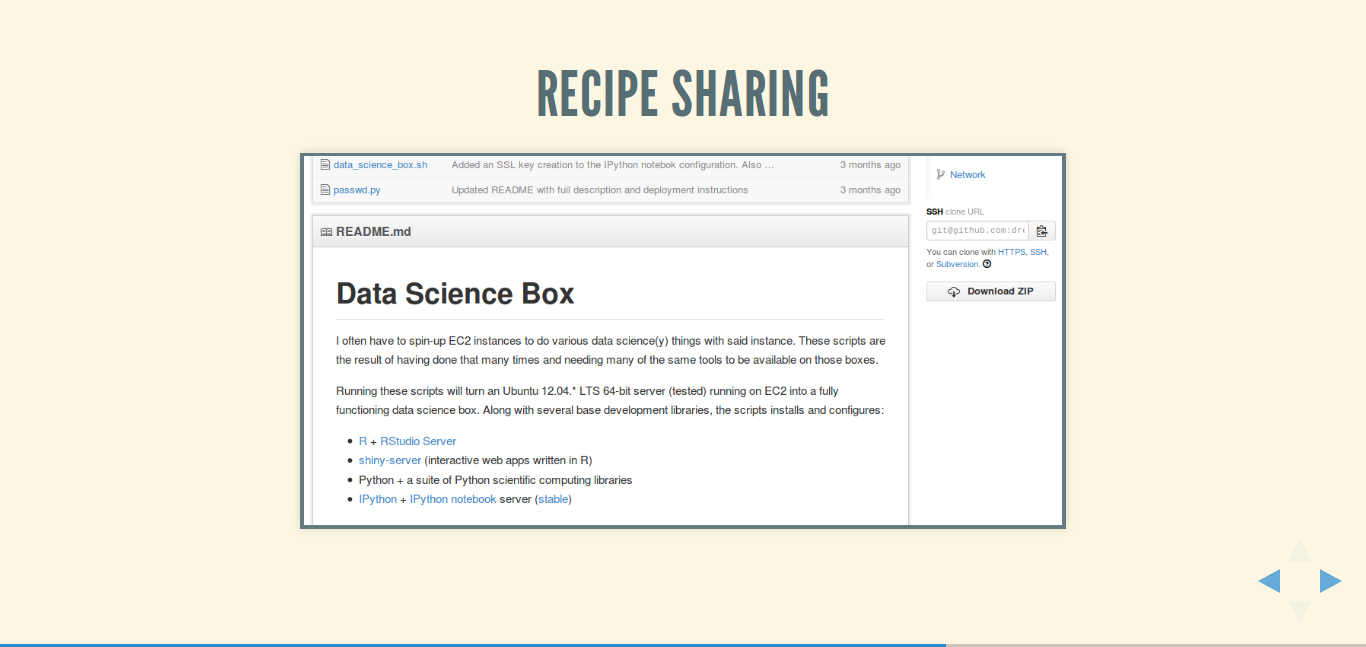 RECIPE SHARING
data_science_box.sh Added an SSL key creation to the IPython notebok configuration. Also … 3 months ago
passwd.py Updated README with full description and deployment instructions 3 months ago
README.md
Data Science Box
I often have to spin-up EC2 instances to do various data science(y) things with said instance. These scripts are
the result of having done that many times and needing many of the same tools to be available on those boxes.
Running these scripts will turn an Ubuntu 12.04.* LTS 64-bit server (tested) running on EC2 into a fully
functioning data science box. Along with several base development libraries, the scripts installs and configures:
R + RStudio Server
shiny-server (interactive web apps written in R)
Python + a suite of Python scientific computing libraries
IPython + IPython notebook server (stable)
Network
SSH clone URL
git@github.com:dre
You can clone with HTTPS, SSH,
or Subversion.
Download ZIP